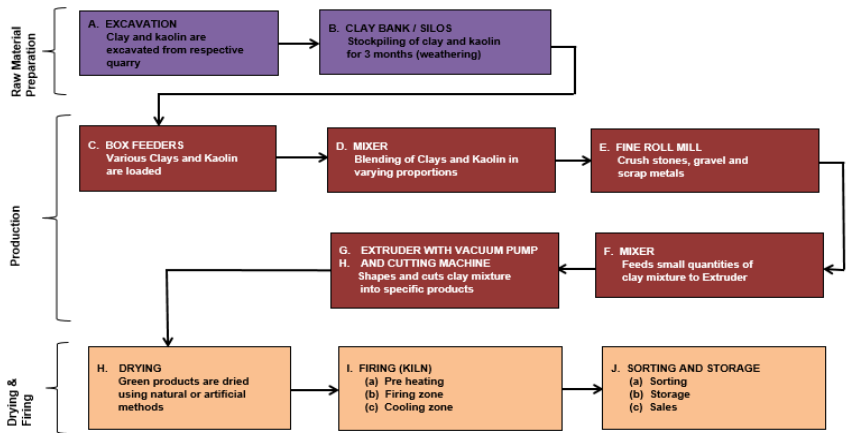 Raw Material
Preparation
A. EXCAVATION
Clay and kaolin are
excavated from respective
quarry
B. CLAY BANK / SILOS
Stockpiling of clay and kaolin
for 3 months (weathering)
Production
C. BOX FEEDERS
Various Clays and Kaolin
are loaded
D. MIXER
Blending of Clays and Kaolin in
varying proportions
E. FINE ROLL MILL
Crush stones, gravel and
scrap metals
F. MIXER
Feeds small quantities of
clay mixture to Extruder
G. EXTRUDER WITH VACUUM PUMP
H. AND CUTTING MACHINE
Shapes and cuts clay mixture
into specific products
Drying &
Firing
H. DRYING
Green products are dried
using natural or artificial
methods
I. FIRING (KILN)
(a) Pre heating
(b) Firing zone
(c) Cooling zone
J. SORTING AND STORAGE
(a) Sorting
(b) Storage
(c) Sales